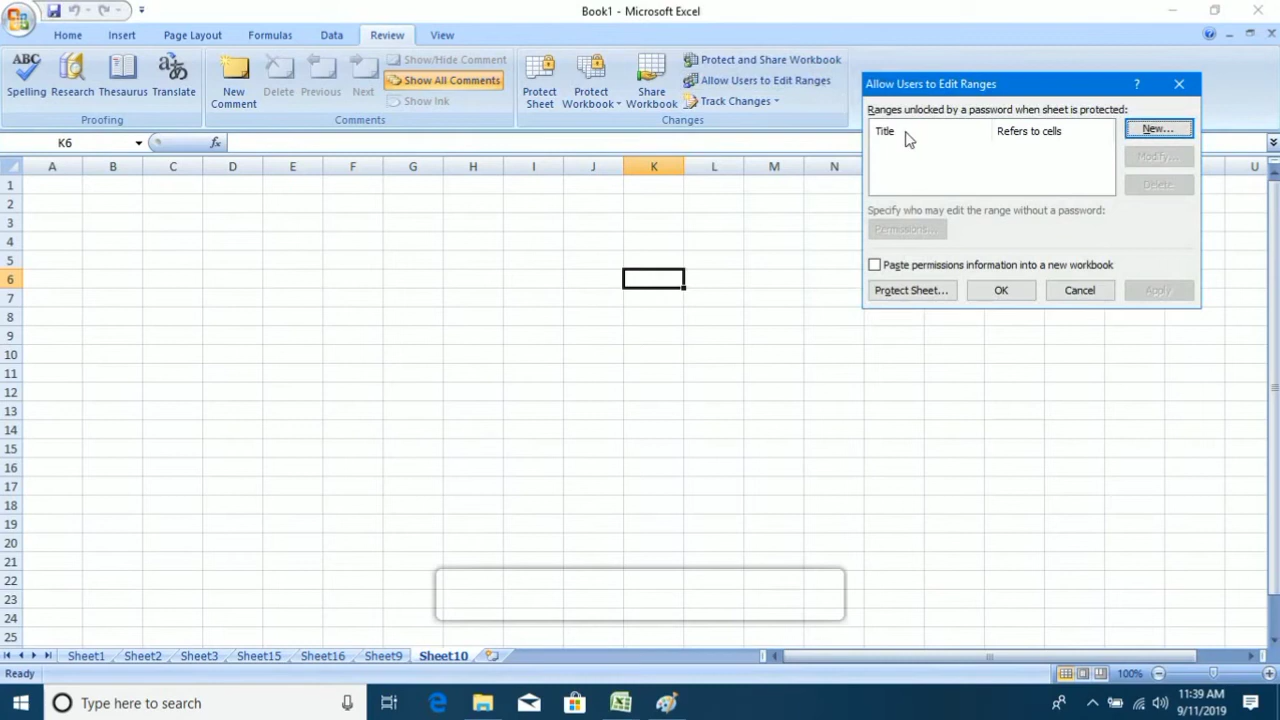 Book1 - Microsoft Excel
Home Insert Page Layout Formulas Data Review View
Spelling Research Thesaurus Translate
ABC
Proofing
New Comment Delete Previous Next
Show/Hide Comment
Show All Comments
Show Ink
Comments
Protect Sheet Protect Workbook Share Workbook
Protect and Share Workbook
Allow Users to Edit Ranges
Track Changes
Changes
Allow Users to Edit Ranges
Ranges unlocked by a password when sheet is protected:
Title Refers to cells
New...
Modify...
Delete
Specify who may edit the range without a password:
Permissions...
Paste permissions information into a new workbook
Protect Sheet... OK Cancel Apply
K6 fx
A B C D E F G H I J K L M N U
1
2
3
4
5
6
7
8
9
10
11
12
13
14
15
16
17
18
19
20
21
22
23
24
25
Sheet1 Sheet2 Sheet3 Sheet15 Sheet16 Sheet9 Sheet10
Ready 100%
Type here to search
11:39 AM
9/11/2019